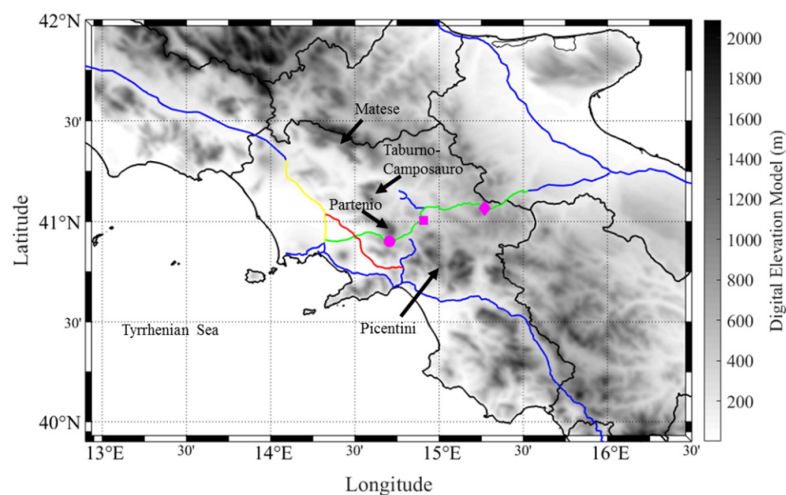 42°N
30'
41°N
30'
40°N
Latitude
13°E
30'
14°E
30'
15°E
30'
16°E
30'
Longitude
Matese
Taburno-
Camposauro
Partenio
Picentini
Tyrrhenian Sea
2000
1800
1600
1400
1200
1000
800
600
400
200
Digital Elevation Model (m)